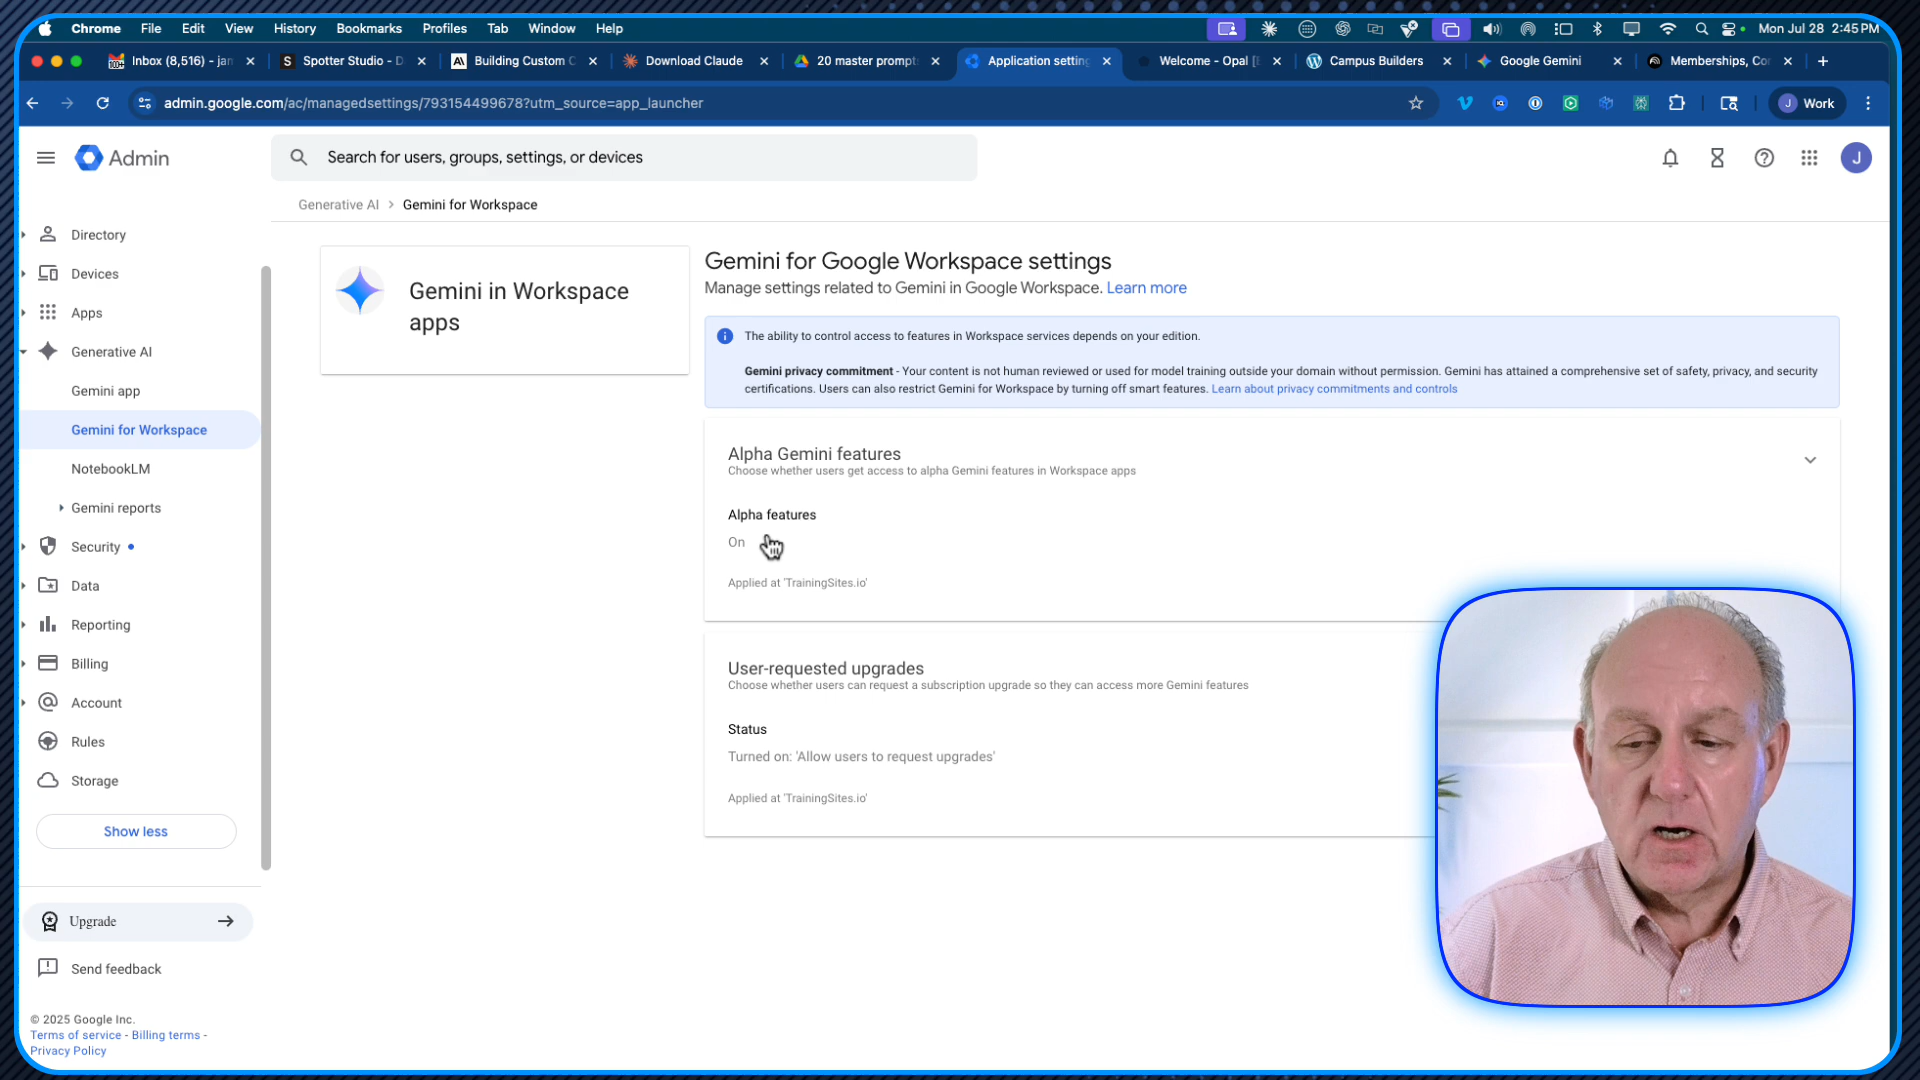 Chrome File Edit View History Bookmarks Profiles Tab Window Help Mon Jul 28 2:45 PM
Inbox (8,516) - jan Spotter Studio - D Building Custom C Download Claude 20 master prompt Application setting Welcome - Opal [E Campus Builders Google Gemini Memberships, Cor
admin.google.com/ac/managedsettings/793154499678?utm_source=app_launcher
J Work
Admin
Search for users, groups, settings, or devices
J
Generative AI > Gemini for Workspace
Directory
Devices
Apps
Generative AI
Gemini app
Gemini for Workspace
NotebookLM
Gemini reports
Security
Data
Reporting
Billing
Account
Rules
Storage
Show less
Upgrade
Send feedback
© 2025 Google Inc.
Terms of service - Billing terms -
Privacy Policy
Gemini in Workspace
apps
Gemini for Google Workspace settings
Manage settings related to Gemini in Google Workspace. Learn more
The ability to control access to features in Workspace services depends on your edition.
Gemini privacy commitment - Your content is not human reviewed or used for model training outside your domain without permission. Gemini has attained a comprehensive set of safety, privacy, and security
certifications. Users can also restrict Gemini for Workspace by turning off smart features. Learn about privacy commitments and controls
Alpha Gemini features
Choose whether users get access to alpha Gemini features in Workspace apps
Alpha features
On
Applied at 'TrainingSites.io'
User-requested upgrades
Choose whether users can request a subscription upgrade so they can access more Gemini features
Status
Turned on: 'Allow users to request upgrades'
Applied at 'TrainingSites.io'